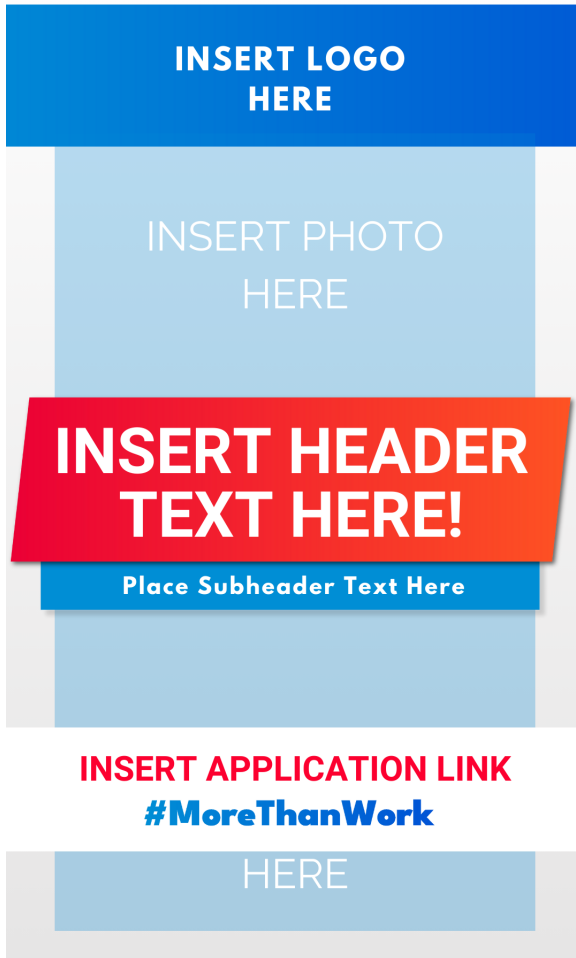 INSERT LOGO
HERE
INSERT PHOTO
HERE
INSERT HEADER
TEXT HERE!
Place Subheader Text Here
INSERT APPLICATION LINK
#MoreThanWork
HERE